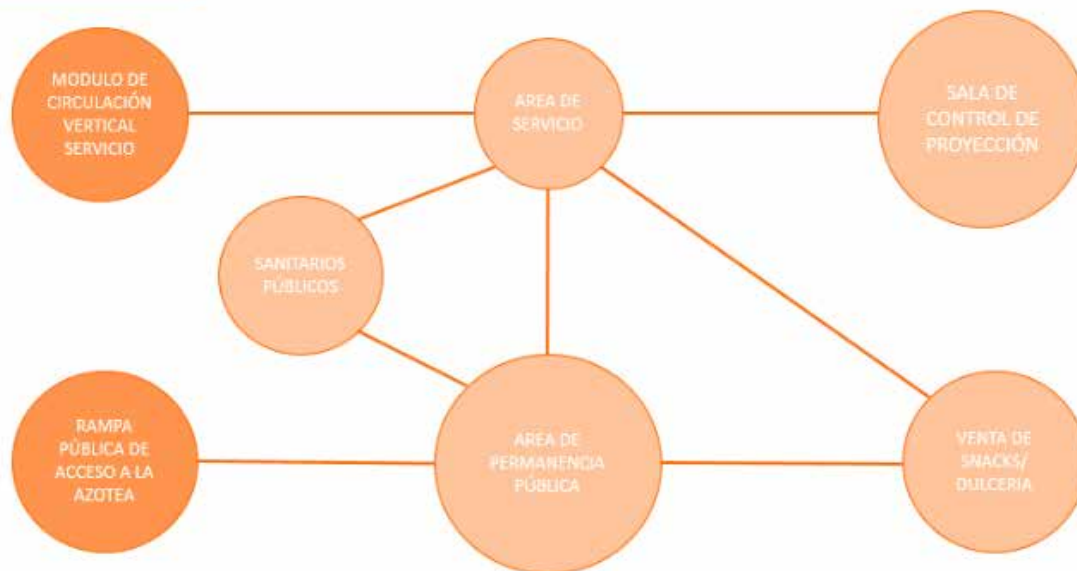 MODULO DE
CIRCULACIÓN
VERTICAL
SERVICIO
AREA DE
SERVICIO
SALA DE
CONTROL DE
PROYECCIÓN
SANITARIOS
PÚBLICOS
RAMPA
PÚBLICA DE
ACCESO A LA
AZOTEA
AREA DE
PERMANENCIA
PÚBLICA
VENTA DE
SNACKS/
DULCERIA